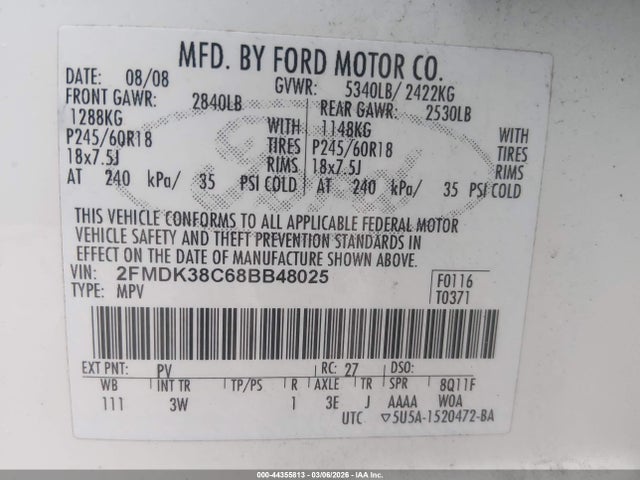 MFD. BY FORD MOTOR CO.
DATE: 08/08 GVWR: 5340LB/ 2422KG
FRONT GAWR: 2840LB REAR GAWR: 2530LB
1288KG WITH 1148KG WITH
P245/60R18 TIRES P245/60R18 TIRES
18x7.5J RIMS 18x7.5J RIMS
AT 240 kPa/ 35 PSI COLD AT 240 kPa/ 35 PSI COLD
Ford
THIS VEHICLE CONFORMS TO ALL APPLICABLE FEDERAL MOTOR
VEHICLE SAFETY AND THEFT PREVENTION STANDARDS IN
EFFECT ON THE DATE OF MANUFACTURE SHOWN ABOVE.
VIN: 2FMDK38C68BB48025 F0116
TYPE: MPV T0371
EXT PNT: PV RC: 27 DSO:
WB INT TR TP/PS R AXLE TR SPR 8Q11F
111 3W 1 3E J AAAA W0A
UTC ▽5U5A-1520472-BA
000-44355813 | 03/06/2026 - IAAI.com